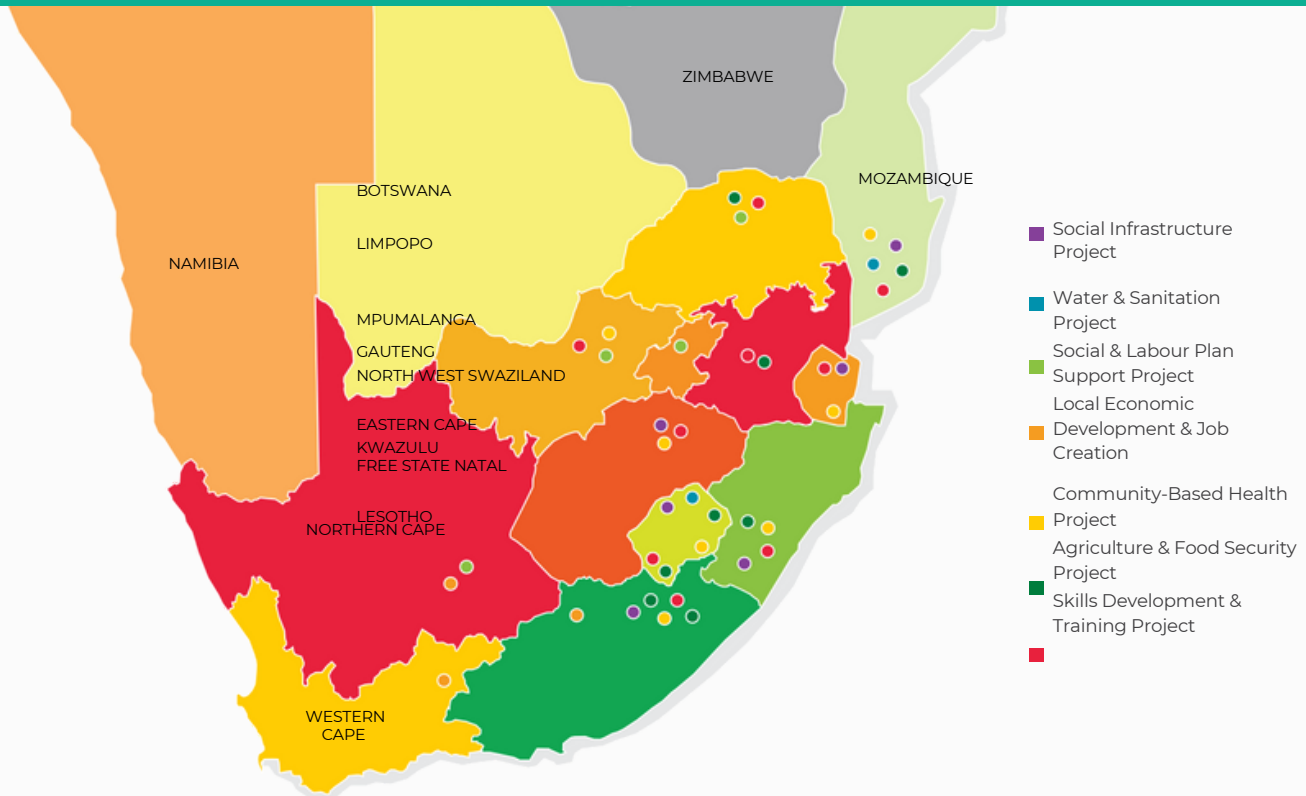 ZIMBABWE
MOZAMBIQUE
BOTSWANA
LIMPOPO
NAMIBIA
MPUMALANGA
GAUTENG
NORTH WEST SWAZILAND
EASTERN CAPE
KWAZULU
FREE STATE NATAL
LESOTHO
NORTHERN CAPE
WESTERN
CAPE
Social Infrastructure
Project
Water & Sanitation
Project
Social & Labour Plan
Support Project
Local Economic
Development & Job
Creation
Community-Based Health
Project
Agriculture & Food Security
Project
Skills Development &
Training Project